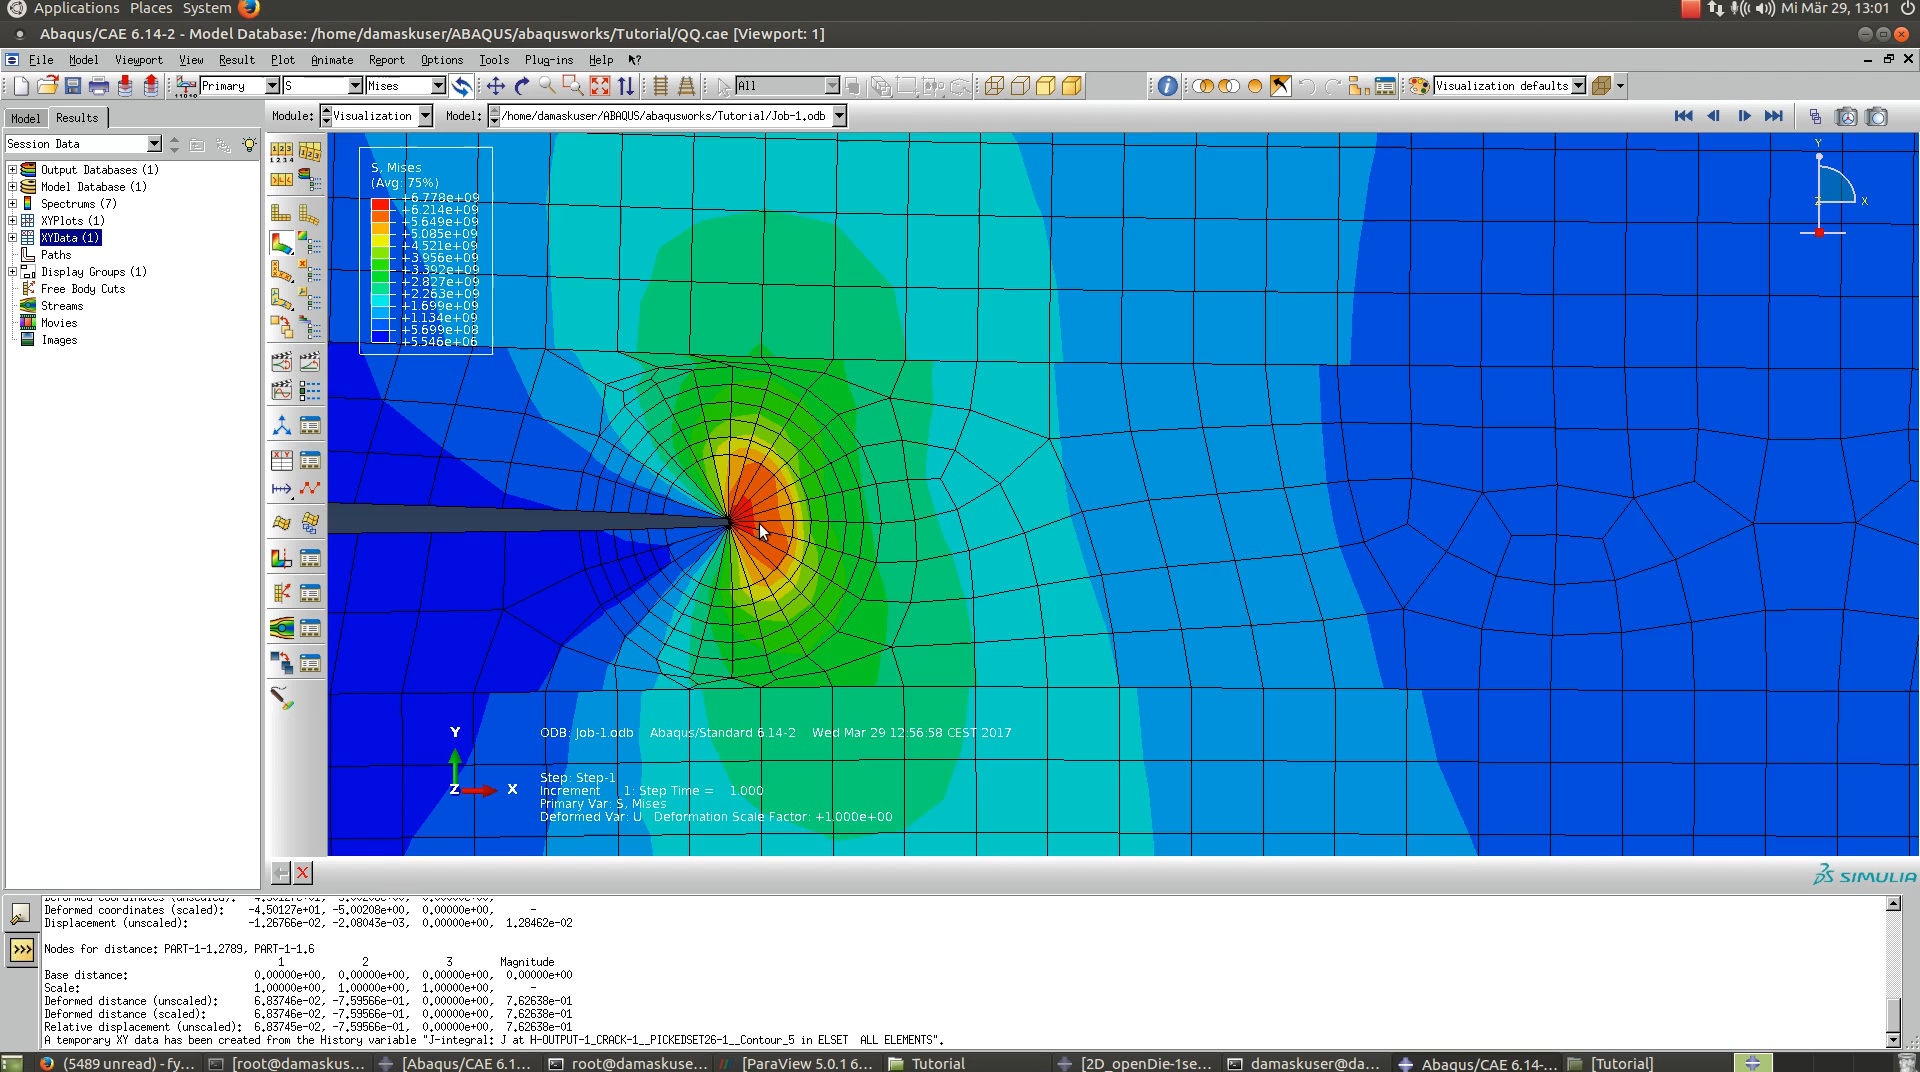 Applications Places System Mi Mär 29, 13:01
Abaqus/CAE 6.14-2 - Model Database: /home/damaskuser/ABAQUS/abaqusworks/Tutorial/QQ.cae [Viewport: 1]
File Model Viewport View Result Plot Animate Report Options Tools Plug-ins Help
Primary S Mises All Visualization defaults
Model Results Module: Visualization Model: /home/damaskuser/ABAQUS/abaqusworks/Tutorial/Job-1.odb
Session Data
Output Databases (1)
Model Database (1)
Spectrums (7)
XYPlots (1)
XYData (1)
Paths
Display Groups (1)
Free Body Cuts
Streams
Movies
Images
S, Mises
(Avg: 75%)
+6.778e+09
+6.214e+09
+5.649e+09
+5.085e+09
+4.521e+09
+3.956e+09
+3.392e+09
+2.827e+09
+2.263e+09
+1.699e+09
+1.134e+09
+5.699e+08
+5.546e+06
Y
Z X
Y
Z X
ODB: Job-1.odb Abaqus/Standard 6.14-2 Wed Mar 29 12:56:58 CEST 2017
Step: Step-1
Increment 1: Step Time = 1.000
Primary Var: S, Mises
Deformed Var: U Deformation Scale Factor: +1.000e+00
SIMULIA
Deformed coordinates (unscaled): -4.50127e+01, -5.00208e+00, 0.00000e+00,
Deformed coordinates (scaled): -4.50127e+01, -5.00208e+00, 0.00000e+00, -
Displacement (unscaled): -1.26766e-02, -2.08043e-03, 0.00000e+00, 1.28462e-02
Nodes for distance: PART-1-1.2789, PART-1-1.6
1 2 3 Magnitude
Base distance: 0.00000e+00, 0.00000e+00, 0.00000e+00, 0.00000e+00
Scale: 1.00000e+00, 1.00000e+00, 1.00000e+00, -
Deformed distance (unscaled): 6.83746e-02, -7.59566e-01, 0.00000e+00, 7.62638e-01
Deformed distance (scaled): 6.83746e-02, -7.59566e-01, 0.00000e+00, 7.62638e-01
Relative displacement (unscaled): 6.83745e-02, -7.59566e-01, 0.00000e+00, 7.62638e-01
A temporary XY data has been created from the History variable "J-integral: J at H-OUTPUT-1_CRACK-1__PICKEDSET26-1__Contour_5 in ELSET ALL ELEMENTS".
(5489 unread) - fy... [root@damaskus... [Abaqus/CAE 6.1... root@damaskuse... [ParaView 5.0.1 6... Tutorial [2D_openDie-1se... damaskuser@da... Abaqus/CAE 6.14-... [Tutorial]